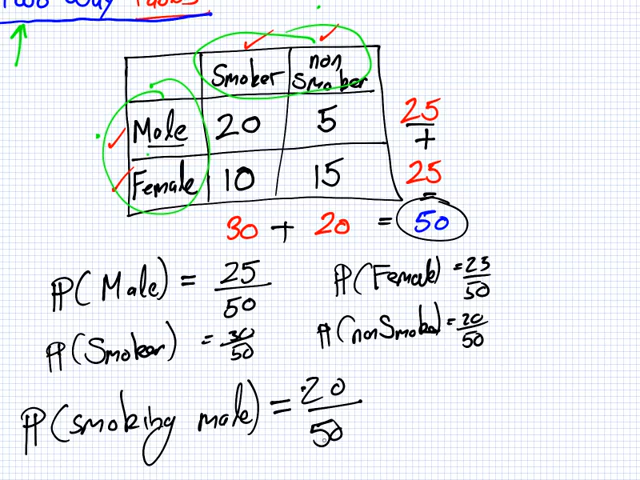 Two Way Tables
Smoker non Smoker
Male 20 5 25
+
Female 10 15 25
=
30 + 20 = 50
P(Male) = 25/50 P(Female) = 25/50
P(Smoker) = 30/50 P(nonSmoker) = 20/50
P(smoking male) = 20/50